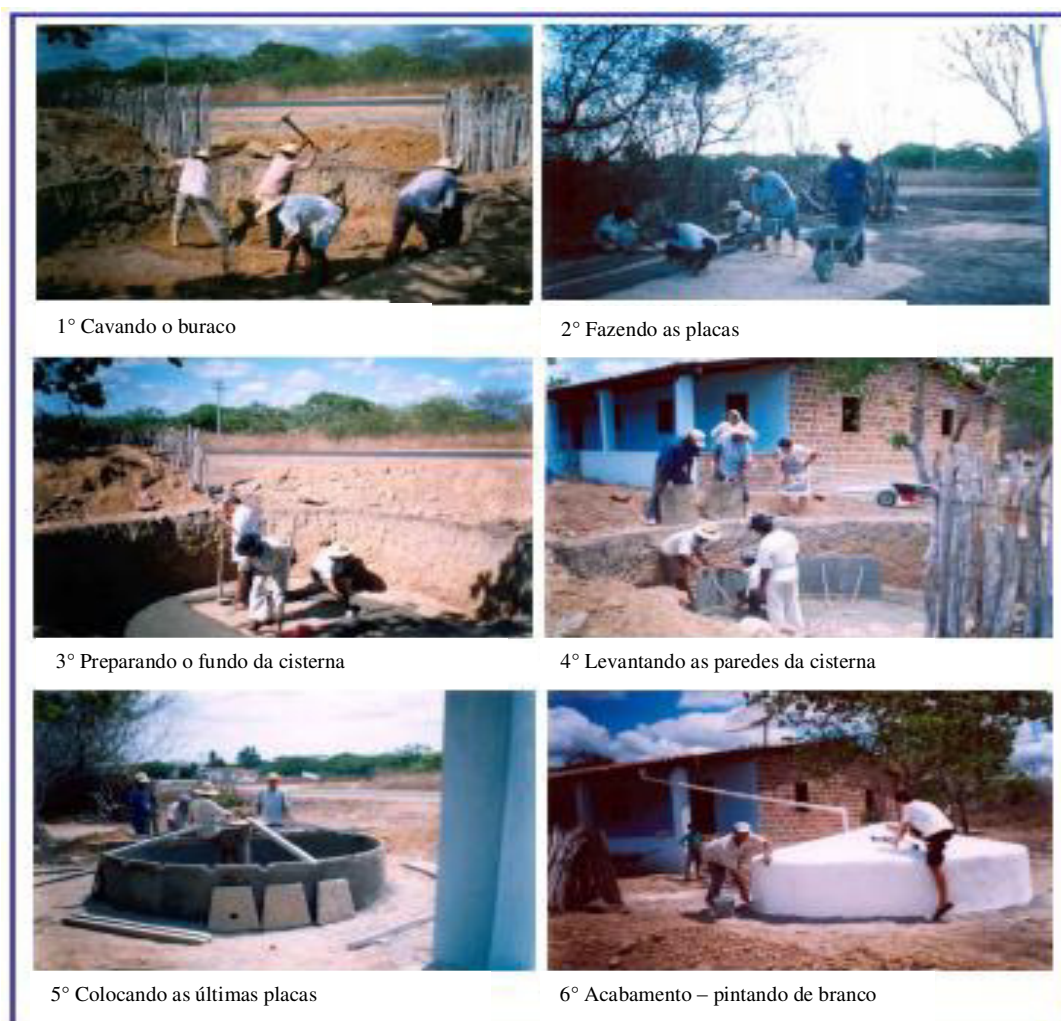 1° Cavando o buraco
2° Fazendo as placas
3° Preparando o fundo da cisterna
4° Levantando as paredes da cisterna
5° Colocando as últimas placas
6° Acabamento – pintando de branco